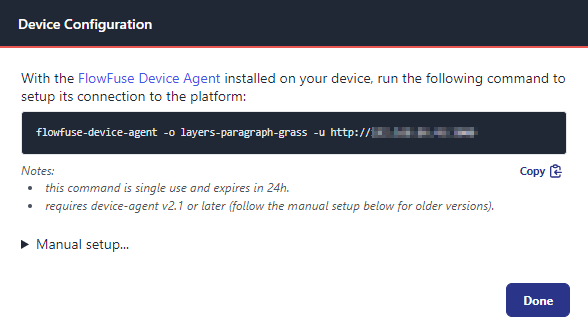 Device Configuration
With the FlowFuse Device Agent installed on your device, run the following command to
setup its connection to the platform:
flowfuse-device-agent -o layers-paragraph-grass -u http://
Notes:
Copy
this command is single use and expires in 24h.
requires device-agent v2.1 or later (follow the manual setup below for older versions).
Manual setup...
Done